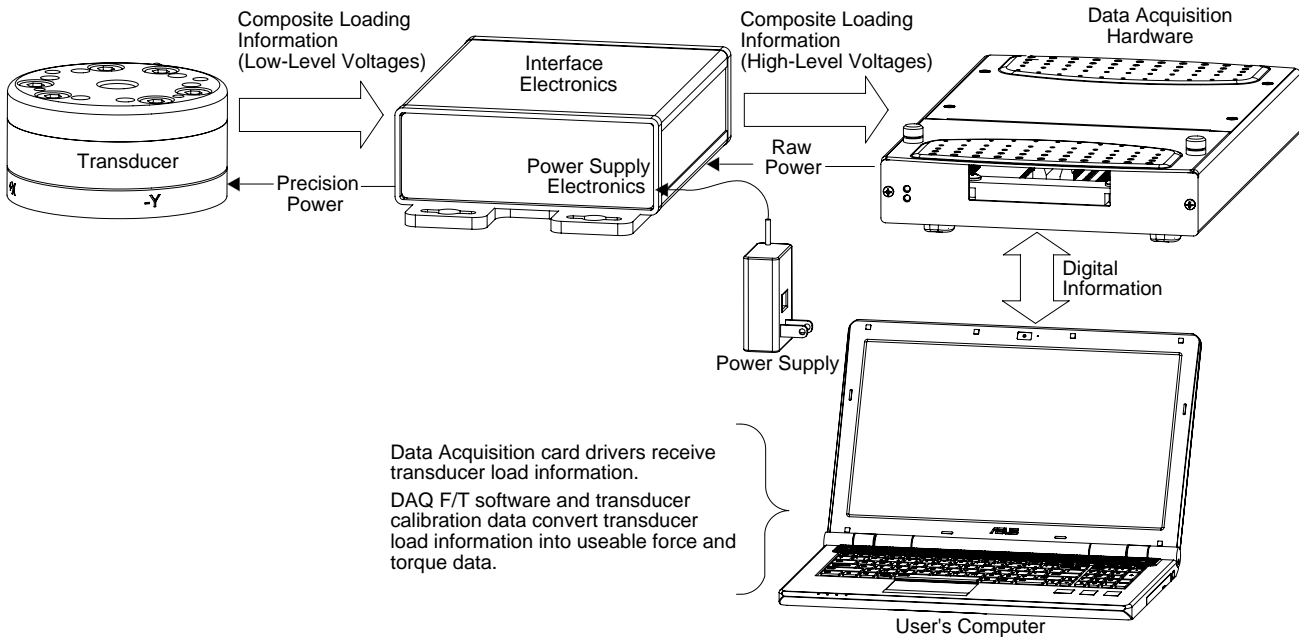 Composite Loading
Information
(Low-Level Voltages)
Composite Loading
Information
(High-Level Voltages)
Data Acquisition
Hardware
Interface
Electronics
Transducer
Power Supply
Electronics
Precision
Power
Raw
Power
-Y
Digital
Information
Power Supply
Data Acquisition card drivers receive
transducer load information.
DAQ F/T software and transducer
calibration data convert transducer
load information into useable force and
torque data.
ASUS
User's Computer